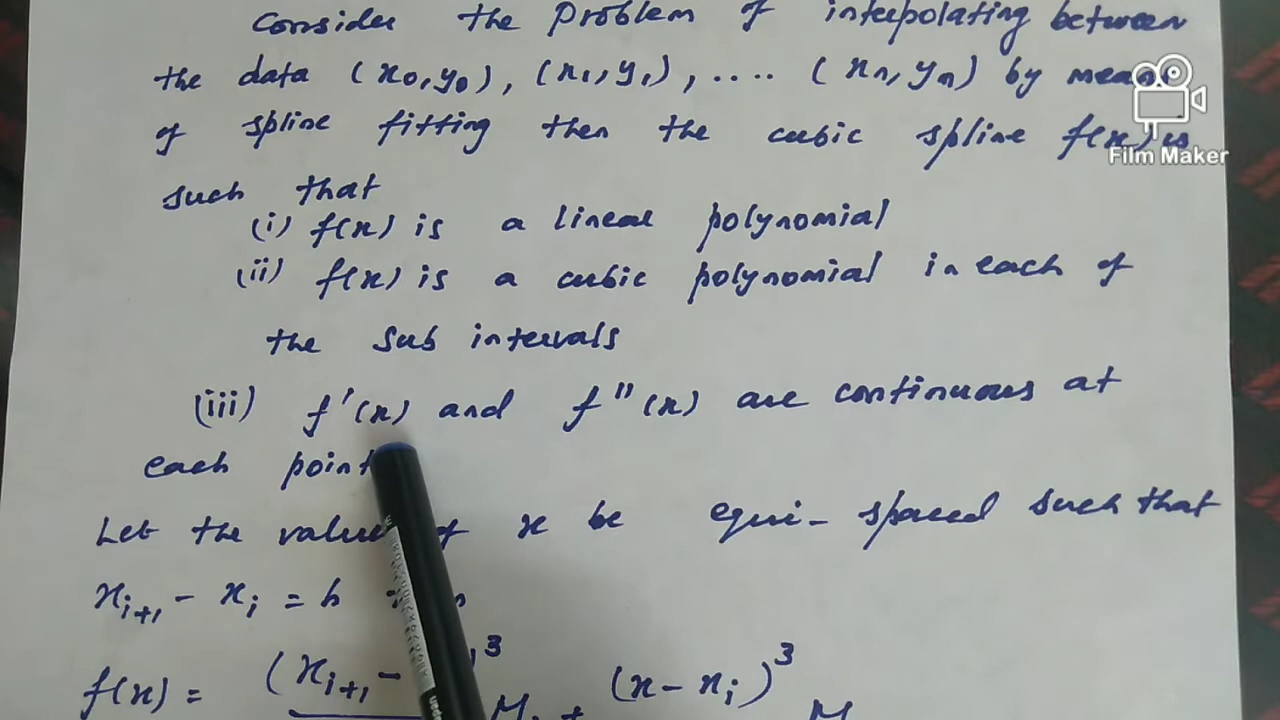 Consider the problem of interpolating between
the data (x₀,y₀), (x₁,y₁), .... (xₙ,yₙ) by means
of spline fitting then the cubic spline f(x) is
Film Maker
such that
(i) f(x) is a linear polynomial
(ii) f(x) is a cubic polynomial in each of
the sub intervals
(iii) f'(x) and f"(x) are continuous at
each point
Let the value of x be equi- spaced such that
xᵢ₊₁ - xᵢ = h
f(x) = (xᵢ₊₁ - )³ Mᵢ + (x - xᵢ)³ M